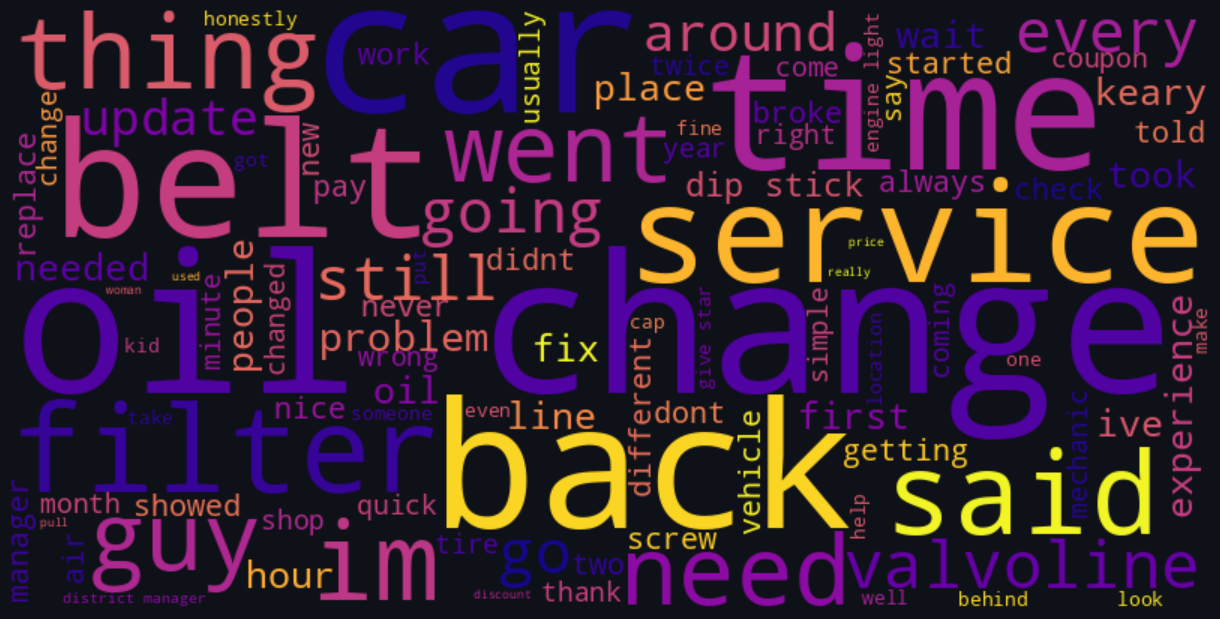 honestly
thing
car
work
usually
around
engine light
wait
every
twice
come
started
coupon
change
place
time
say
keary
update
broke
right
told
replace
belt
new
went
fine
year
got
pay
dip stick
always
check
took
going
service
price
really
needed
used
woman
people
still
didnt
put
oil change
minute
changed
never
problem
wrong
fix
cap
give star
simple
location
coming
one
experience
make
kid
oil
filter
take
nice
someone
even
line
different
dont
back
vehicle
first
getting
mechanic
ive
said
manager
month
showed
pull
guy
shop
quick
im
air
hour
tire
go
two
screw
need
help
valvoline
district manager
discount
thank
well
behind
look